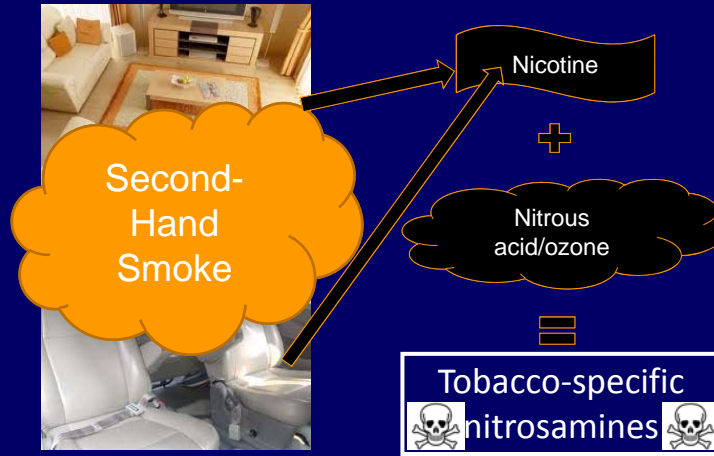 Second-
Hand
Smoke
Nicotine
Nitrous
acid/ozone
Tobacco-specific
nitrosamines